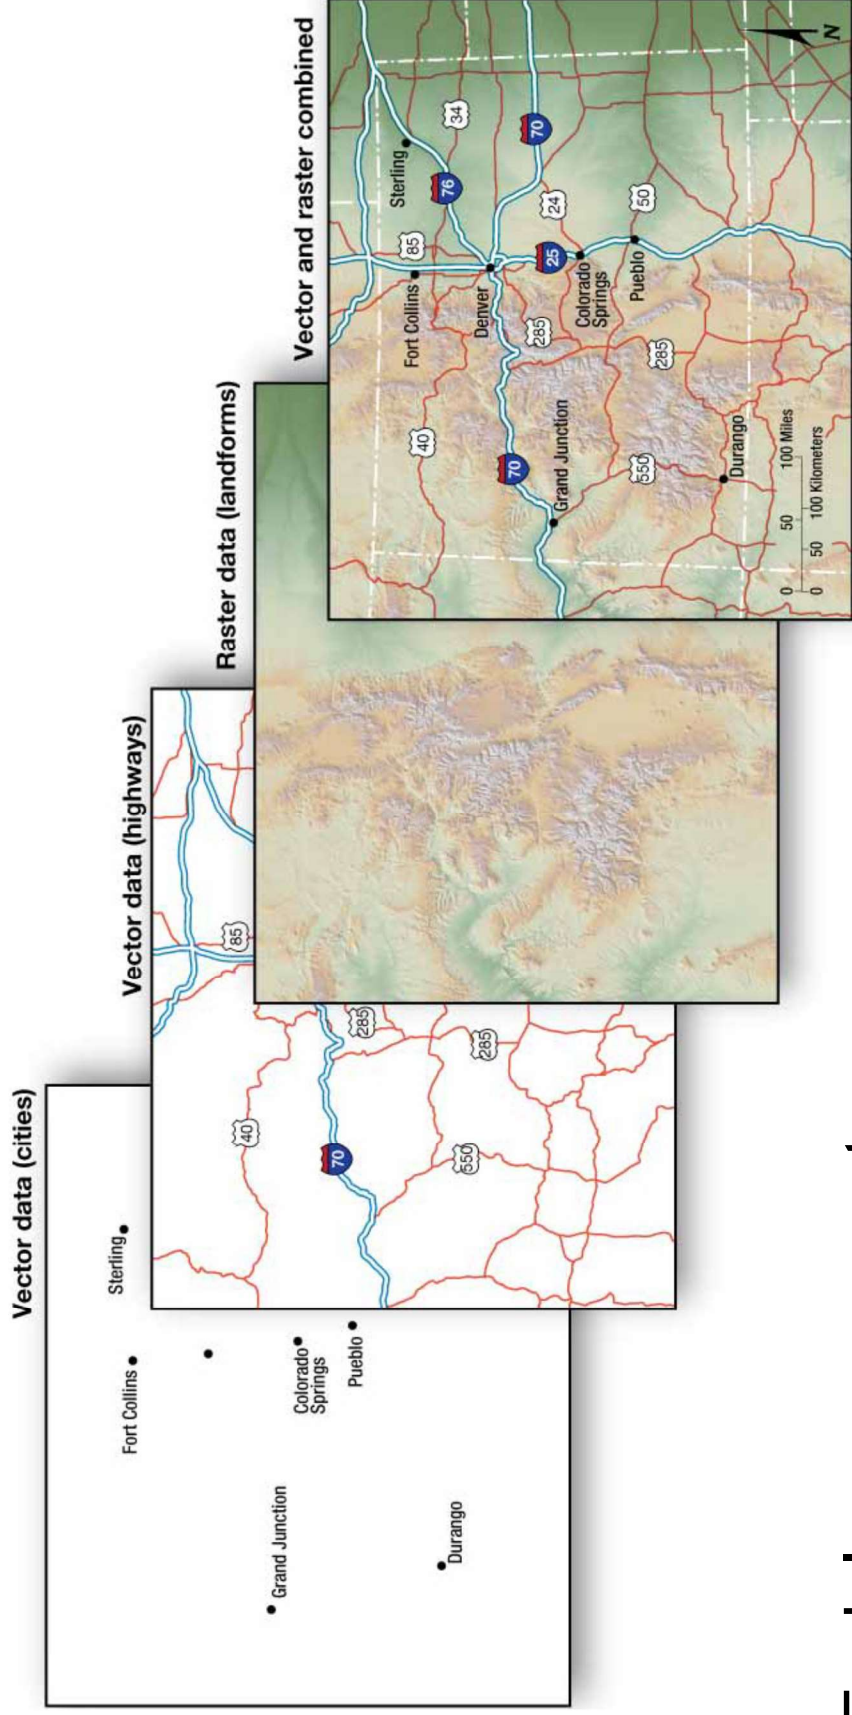 Vector data (cities)
Sterling
Fort Collins
Colorado
Springs
Pueblo
Grand Junction
Durango
Vector data (highways)
85
40
285
70
285
550
Raster data (landforms)
Vector and raster combined
Sterling
34
76
85
Fort Collins
70
Denver
24
25
40
285
Colorado
Springs
50
Pueblo
70
Grand Junction
285
550
Durango
0 50 100 Miles
0 50 100 Kilometers
N